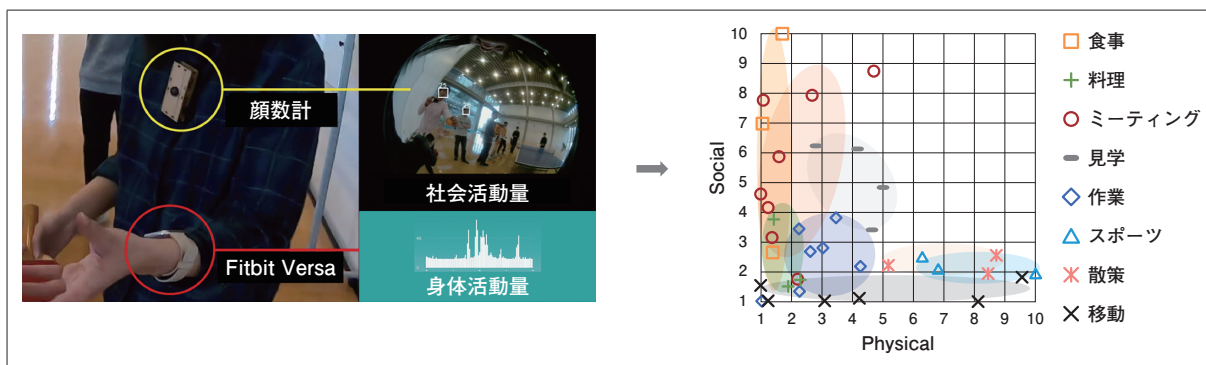 顔数計
Fitbit Versa
社会活動量
身体活動量
Social
10
9
8
7
6
5
4
3
2
1
1 2 3 4 5 6 7 8 9 10
Physical
食事
料理
ミーティング
見学
作業
スポーツ
散策
移動